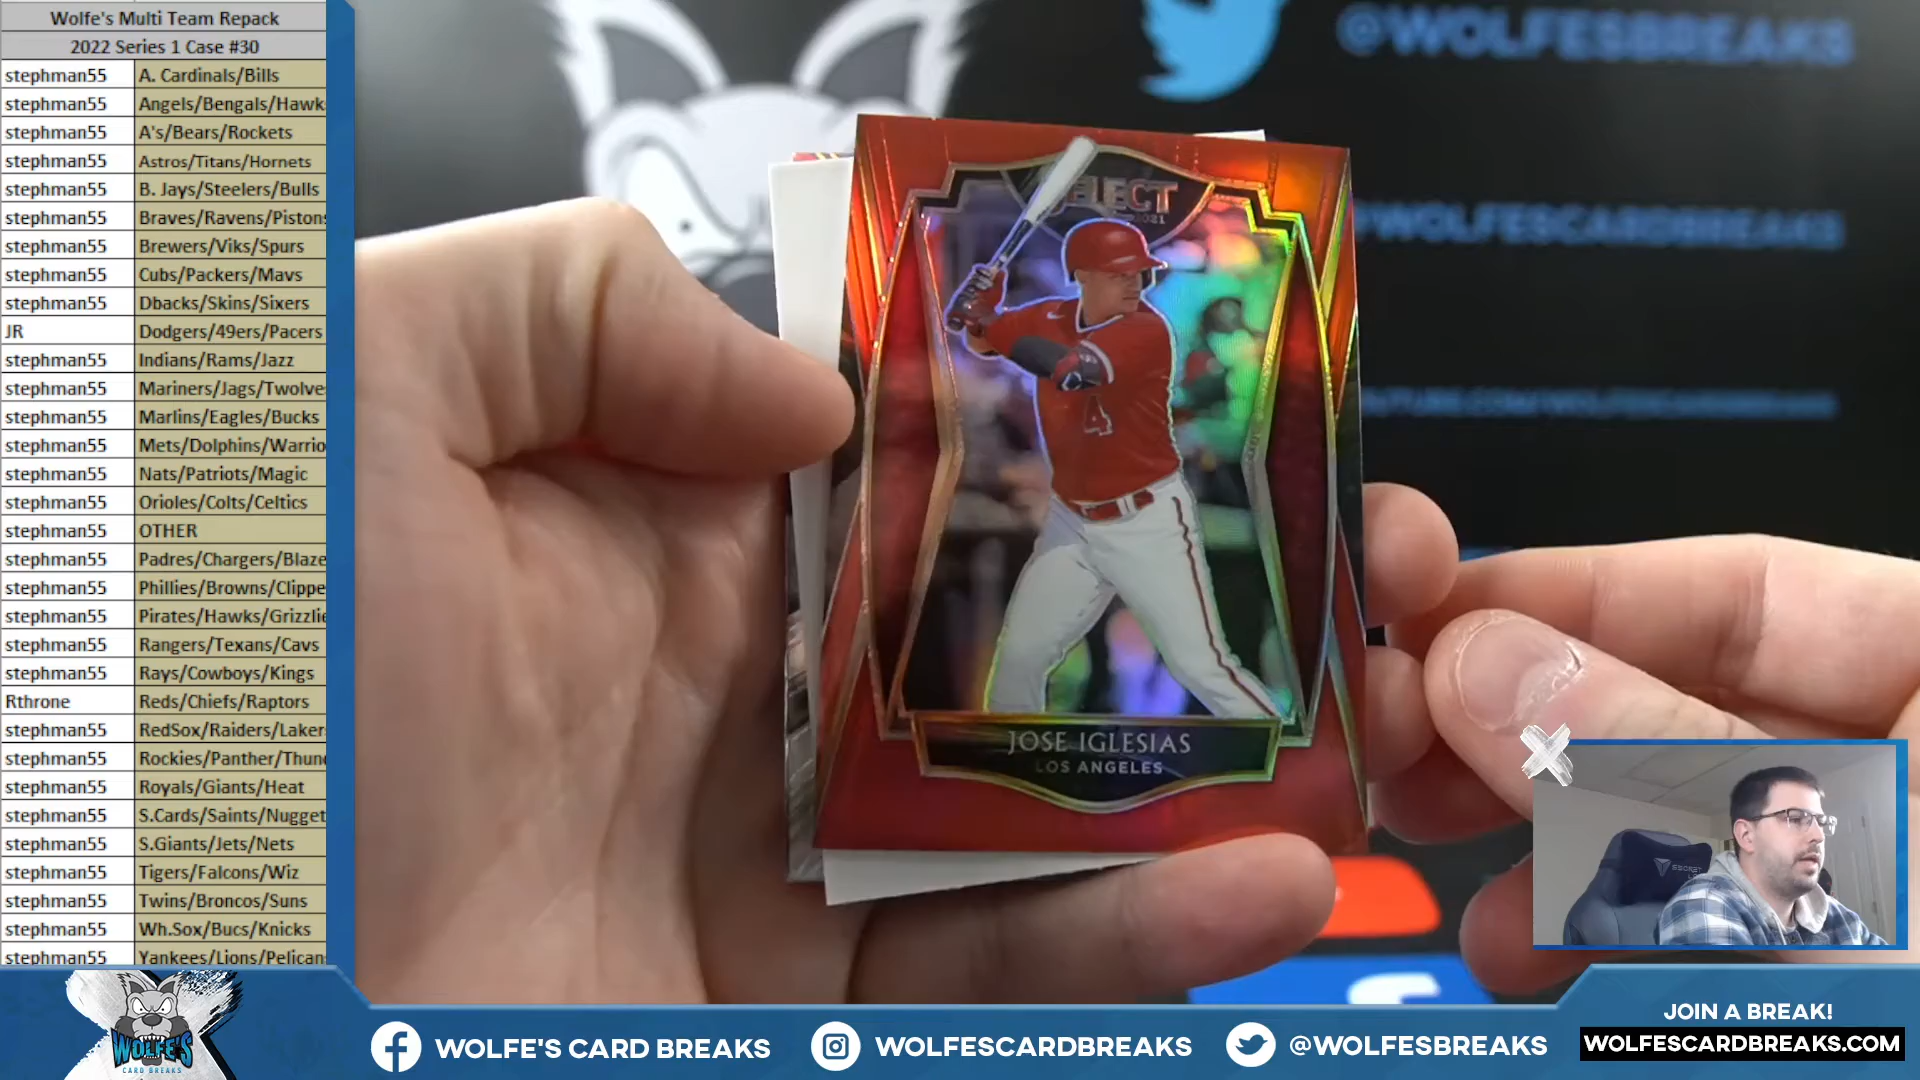 Wolfe's Multi Team Repack
2022 Series 1 Case #30
stephman55 A. Cardinals/Bills
stephman55 Angels/Bengals/Hawk
stephman55 A's/Bears/Rockets
stephman55 Astros/Titans/Hornets
stephman55 B. Jays/Steelers/Bulls
stephman55 Braves/Ravens/Pistons
stephman55 Brewers/Viks/Spurs
stephman55 Cubs/Packers/Mavs
stephman55 Dbacks/Skins/Sixers
JR Dodgers/49ers/Pacers
stephman55 Indians/Rams/Jazz
stephman55 Mariners/Jags/Twolve
stephman55 Marlins/Eagles/Bucks
stephman55 Mets/Dolphins/Warrio
stephman55 Nats/Patriots/Magic
stephman55 Orioles/Colts/Celtics
stephman55 OTHER
stephman55 Padres/Chargers/Blaze
stephman55 Phillies/Browns/Clippe
stephman55 Pirates/Hawks/Grizzlie
stephman55 Rangers/Texans/Cavs
stephman55 Rays/Cowboys/Kings
Rthrone Reds/Chiefs/Raptors
stephman55 RedSox/Raiders/Laker
stephman55 Rockies/Panther/Thun
stephman55 Royals/Giants/Heat
stephman55 S.Cards/Saints/Nugget
stephman55 S.Giants/Jets/Nets
stephman55 Tigers/Falcons/Wiz
stephman55 Twins/Broncos/Suns
stephman55 Wh.Sox/Bucs/Knicks
stephman55 Yankees/Lions/Pelican
@WOLFESBREAKS
@WOLFESCARDBREAKS
2021
4
JOSE IGLESIAS
LOS ANGELES
WOLFE'S
CARD BREAKS
WOLFE'S CARD BREAKS
WOLFESCARDBREAKS
@WOLFESBREAKS
JOIN A BREAK!
WOLFESCARDBREAKS.COM